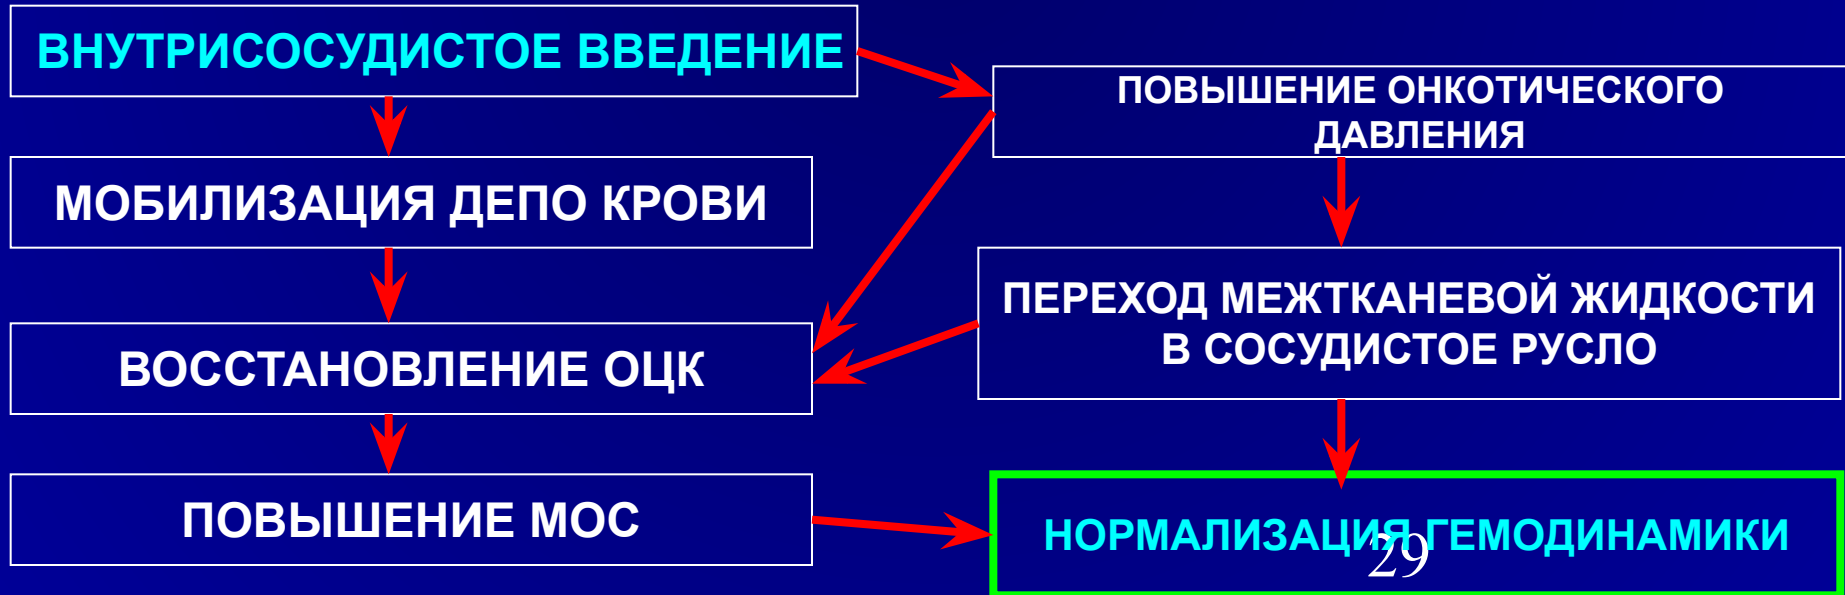 ВНУТРИСОСУДИСТОЕ ВВЕДЕНИЕ
ПОВЫШЕНИЕ ОНКОТИЧЕСКОГО
ДАВЛЕНИЯ
МОБИЛИЗАЦИЯ ДЕПО КРОВИ
ПЕРЕХОД МЕЖТКАНЕВОЙ ЖИДКОСТИ
В СОСУДИСТОЕ РУСЛО
ВОССТАНОВЛЕНИЕ ОЦК
ПОВЫШЕНИЕ МОС
НОРМАЛИЗАЦИЯ ГЕМОДИНАМИКИ
29